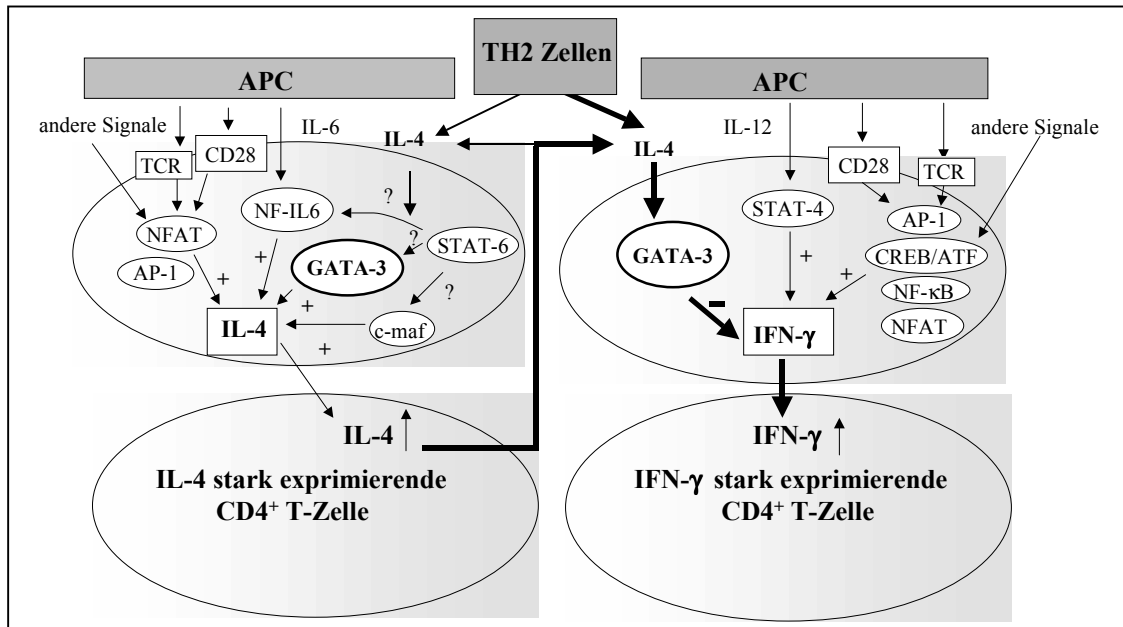 TH2 Zellen
APC
APC
andere Signale
IL-6
IL-4
IL-4
IL-12
andere Signale
TCR
CD28
CD28
TCR
?
NF-IL6
NFAT
STAT-6
?
GATA-3
AP-1
?
c-maf
+
+
+
+
IL-4
GATA-3
STAT-4
AP-1
CREB/ATF
NF-κB
NFAT
+
+
–
IFN-γ
IL-4
IL-4 stark exprimierende
CD4⁺ T-Zelle
IFN-γ
IFN-γ stark exprimierende
CD4⁺ T-Zelle